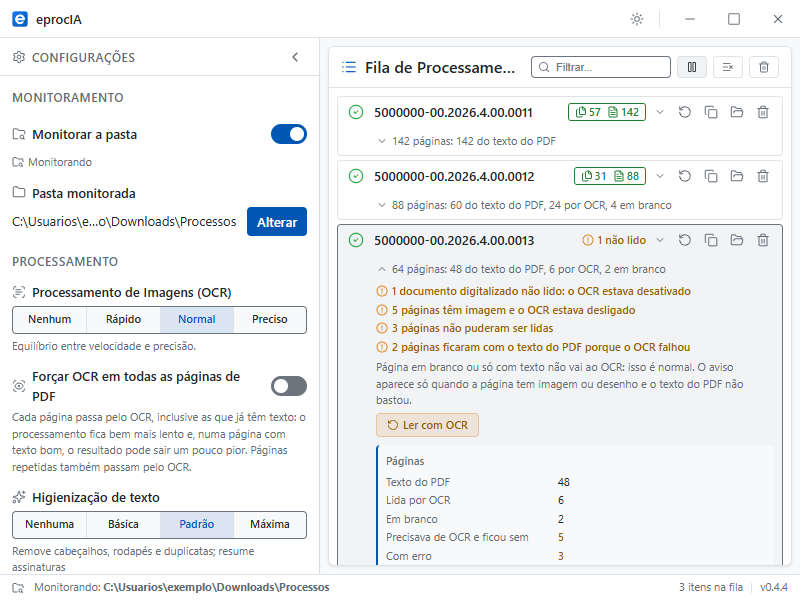 eprocIA
CONFIGURAÇÕES
MONITORAMENTO
Monitorar a pasta
Monitorando
Pasta monitorada
C:\Usuarios\e...o\Downloads\Processos
Alterar
PROCESSAMENTO
Processamento de Imagens (OCR)
Nenhum Rápido Normal Preciso
Equilíbrio entre velocidade e precisão.
Forçar OCR em todas as páginas de
PDF
Cada página passa pelo OCR, inclusive as que já têm texto: o
processamento fica bem mais lento e, numa página com
texto bom, o resultado pode sair um pouco pior. Páginas
repetidas também passam pelo OCR.
Higienização de texto
Nenhuma Básica Padrão Máxima
Remove cabeçalhos, rodapés e duplicatas; resume
assinaturas
Fila de Processame...
Filtrar...
5000000-00.2026.4.00.0011 57 142
142 páginas: 142 do texto do PDF
5000000-00.2026.4.00.0012 31 88
88 páginas: 60 do texto do PDF, 24 por OCR, 4 em branco
5000000-00.2026.4.00.0013 1 não lido
64 páginas: 48 do texto do PDF, 6 por OCR, 2 em branco
1 documento digitalizado não lido: o OCR estava desativado
5 páginas têm imagem e o OCR estava desligado
3 páginas não puderam ser lidas
2 páginas ficaram com o texto do PDF porque o OCR falhou
Página em branco ou só com texto não vai ao OCR: isso é normal. O aviso
aparece só quando a página tem imagem ou desenho e o texto do PDF não
bastou.
Ler com OCR
Páginas
Texto do PDF 48
Lida por OCR 6
Em branco 2
Precisava de OCR e ficou sem 5
Com erro 3
Monitorando: C:\Usuarios\exemplo\Downloads\Processos
3 itens na fila
v0.4.4